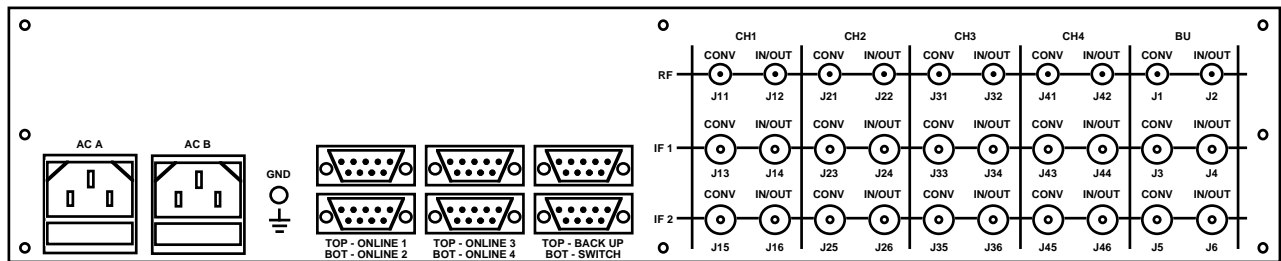 CH1 CH2 CH3 CH4 BU
CONV IN/OUT CONV IN/OUT CONV IN/OUT CONV IN/OUT CONV IN/OUT
RF
J11 J12 J21 J22 J31 J32 J41 J42 J1 J2
CONV IN/OUT CONV IN/OUT CONV IN/OUT CONV IN/OUT CONV IN/OUT
AC A AC B
IF 1
J13 J14 J23 J24 J33 J34 J43 J44 J3 J4
GND
CONV IN/OUT CONV IN/OUT CONV IN/OUT CONV IN/OUT CONV IN/OUT
IF 2
J15 J16 J25 J26 J35 J36 J45 J46 J5 J6
TOP - ONLINE 1 TOP - ONLINE 3 TOP - BACK UP
BOT - ONLINE 2 BOT - ONLINE 4 BOT - SWITCH